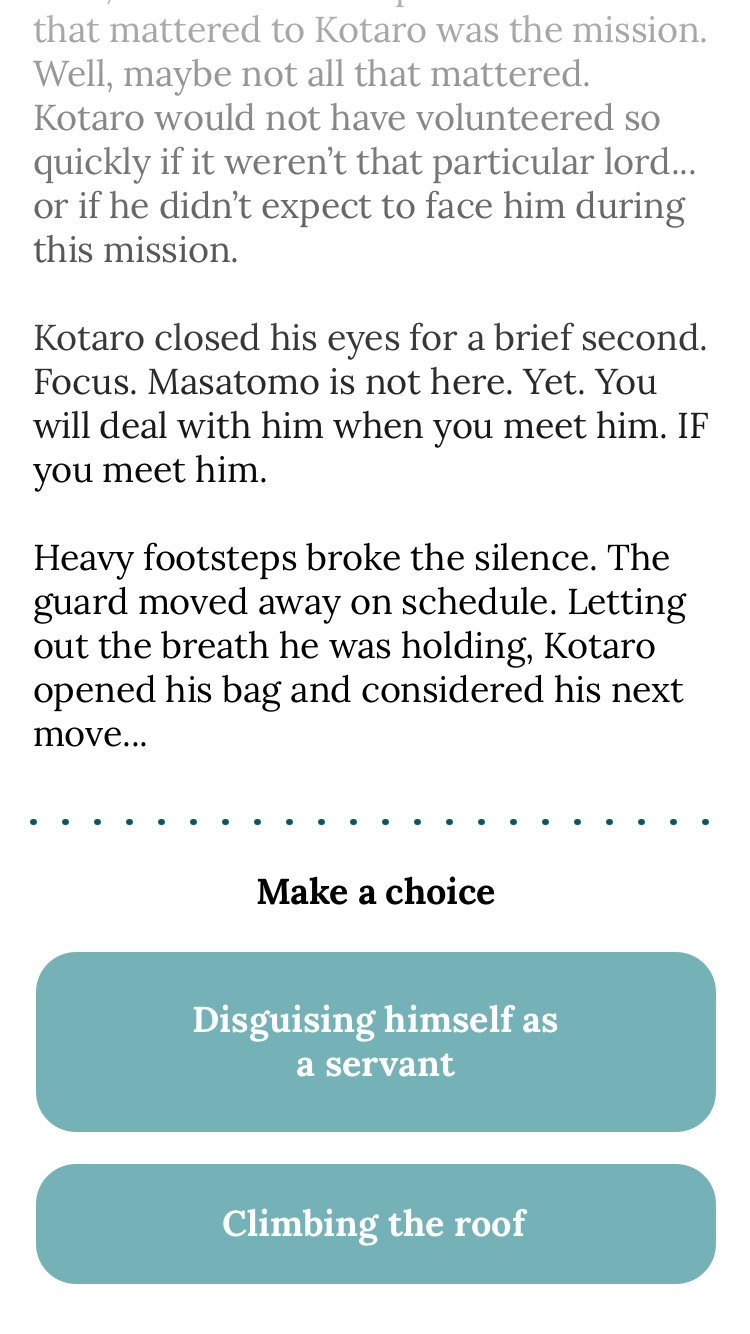 that mattered to Kotaro was the mission.
Well, maybe not all that mattered.
Kotaro would not have volunteered so
quickly if it weren’t that particular lord...
or if he didn’t expect to face him during
this mission.
Kotaro closed his eyes for a brief second.
Focus. Masatomo is not here. Yet. You
will deal with him when you meet him. IF
you meet him.
Heavy footsteps broke the silence. The
guard moved away on schedule. Letting
out the breath he was holding, Kotaro
opened his bag and considered his next
move...
Make a choice
Disguising himself as
a servant
Climbing the roof